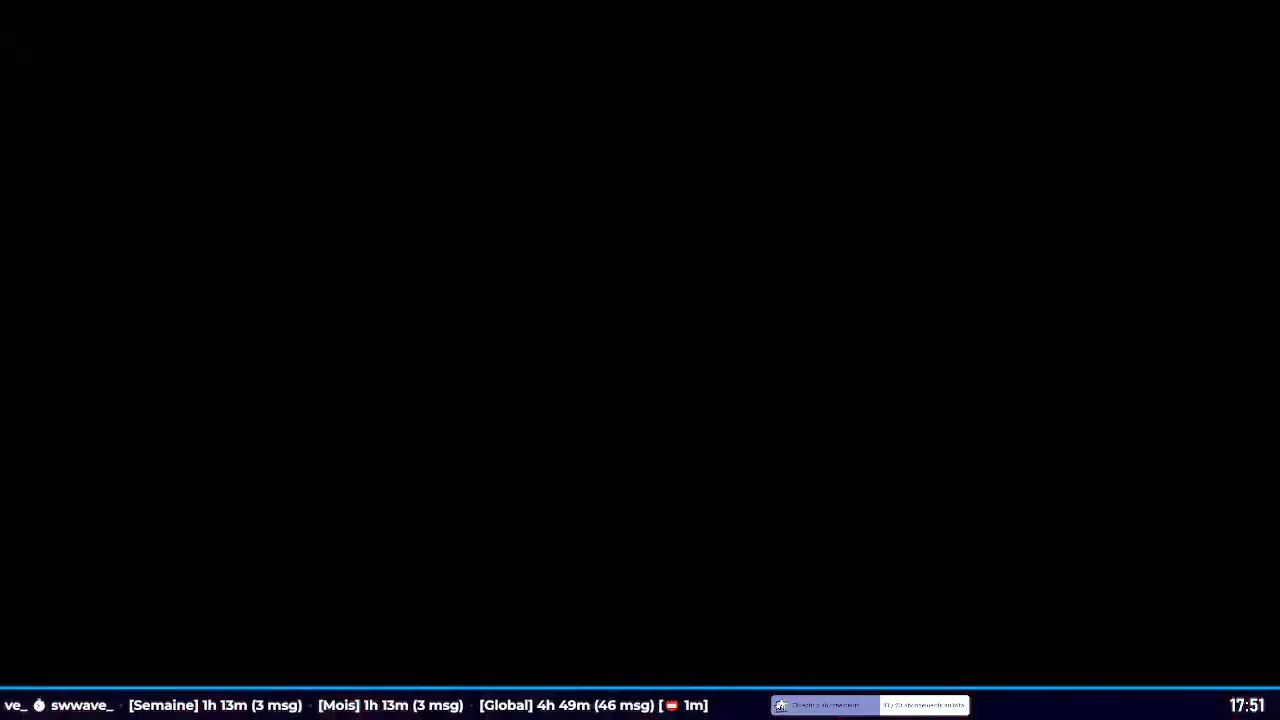 ve_ swwave_ · [Semaine] 1h 13m (3 msg) · [Mois] 1h 13m (3 msg) · [Global] 4h 49m (46 msg) [ 1m]
17:51